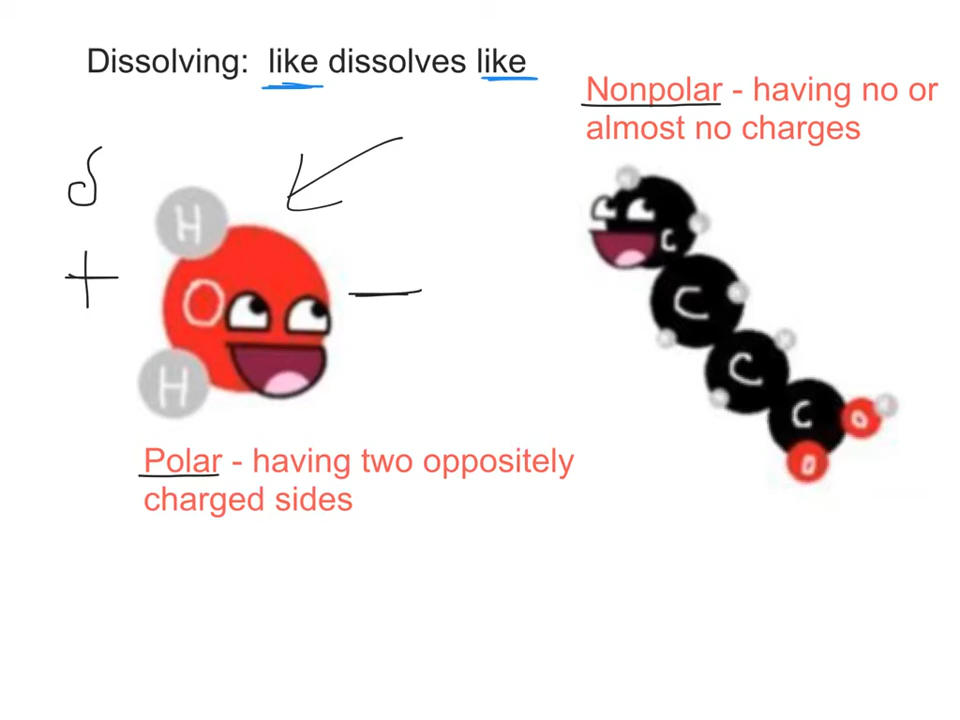 Dissolving: like dissolves like
Nonpolar - having no or
almost no charges
δ
+
H
O
H
−
C
C
C
C
O
O
Polar - having two oppositely
charged sides